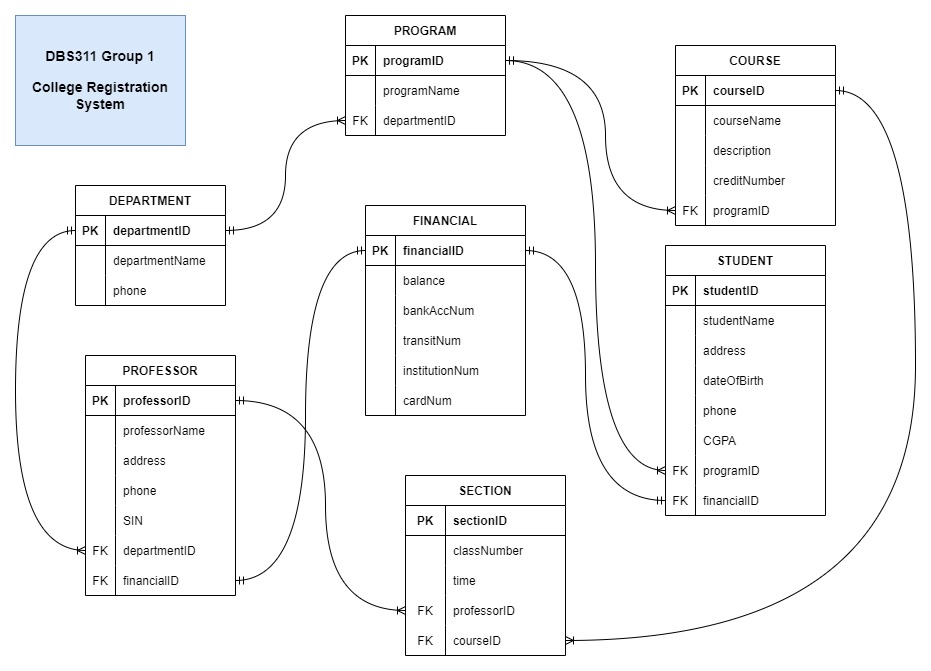 DBS311 Group 1
College Registration
System
PROGRAM
PK programID
programName
FK departmentID
COURSE
PK courseID
courseName
description
creditNumber
FK programID
DEPARTMENT
PK departmentID
departmentName
phone
FINANCIAL
PK financialID
balance
bankAccNum
transitNum
institutionNum
cardNum
STUDENT
PK studentID
studentName
address
dateOfBirth
phone
CGPA
FK programID
FK financialID
PROFESSOR
PK professorID
professorName
address
phone
SIN
FK departmentID
FK financialID
SECTION
PK sectionID
classNumber
time
FK professorID
FK courseID